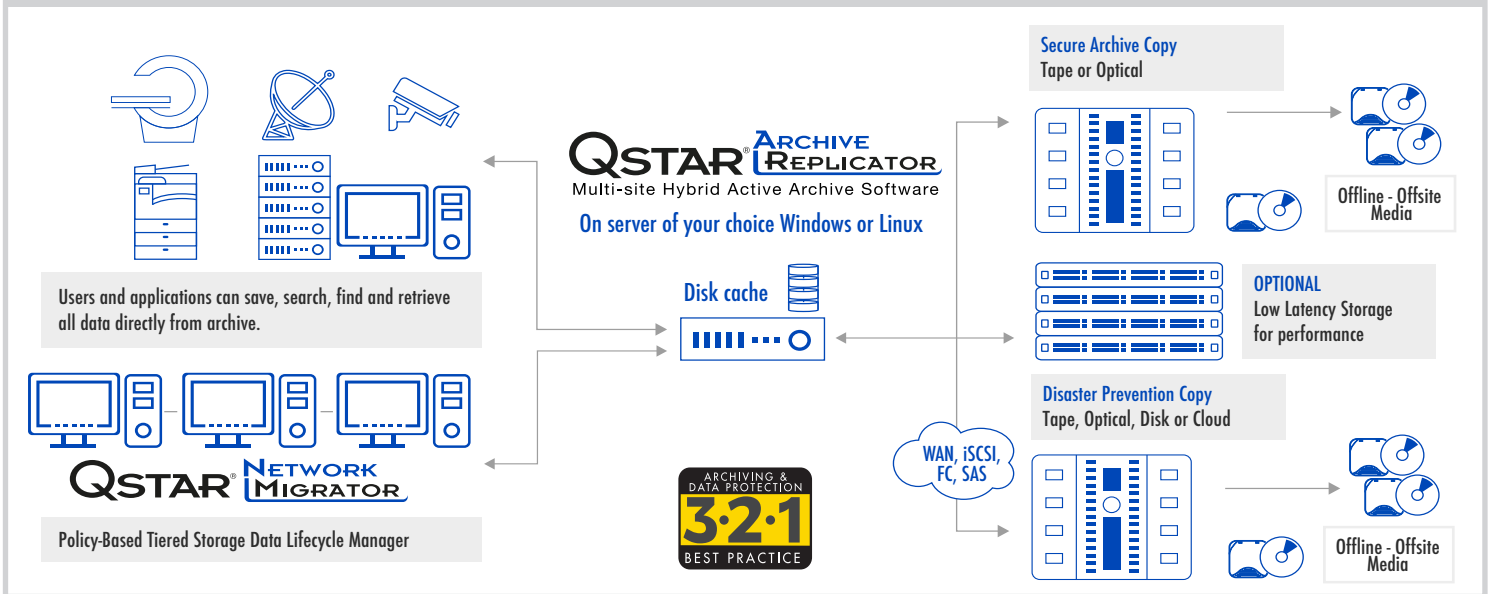 Users and applications can save, search, find and retrieve
all data directly from archive.
QSTAR® NETWORK MIGRATOR
Policy-Based Tiered Storage Data Lifecycle Manager
QSTAR® ARCHIVE REPLICATOR
Multi-site Hybrid Active Archive Software
On server of your choice Windows or Linux
Disk cache
ARCHIVING &
DATA PROTECTION
3•2•1
BEST PRACTICE
WAN, iSCSI,
FC, SAS
Secure Archive Copy
Tape or Optical
Offline - Offsite
Media
OPTIONAL
Low Latency Storage
for performance
Disaster Prevention Copy
Tape, Optical, Disk or Cloud
Offline - Offsite
Media